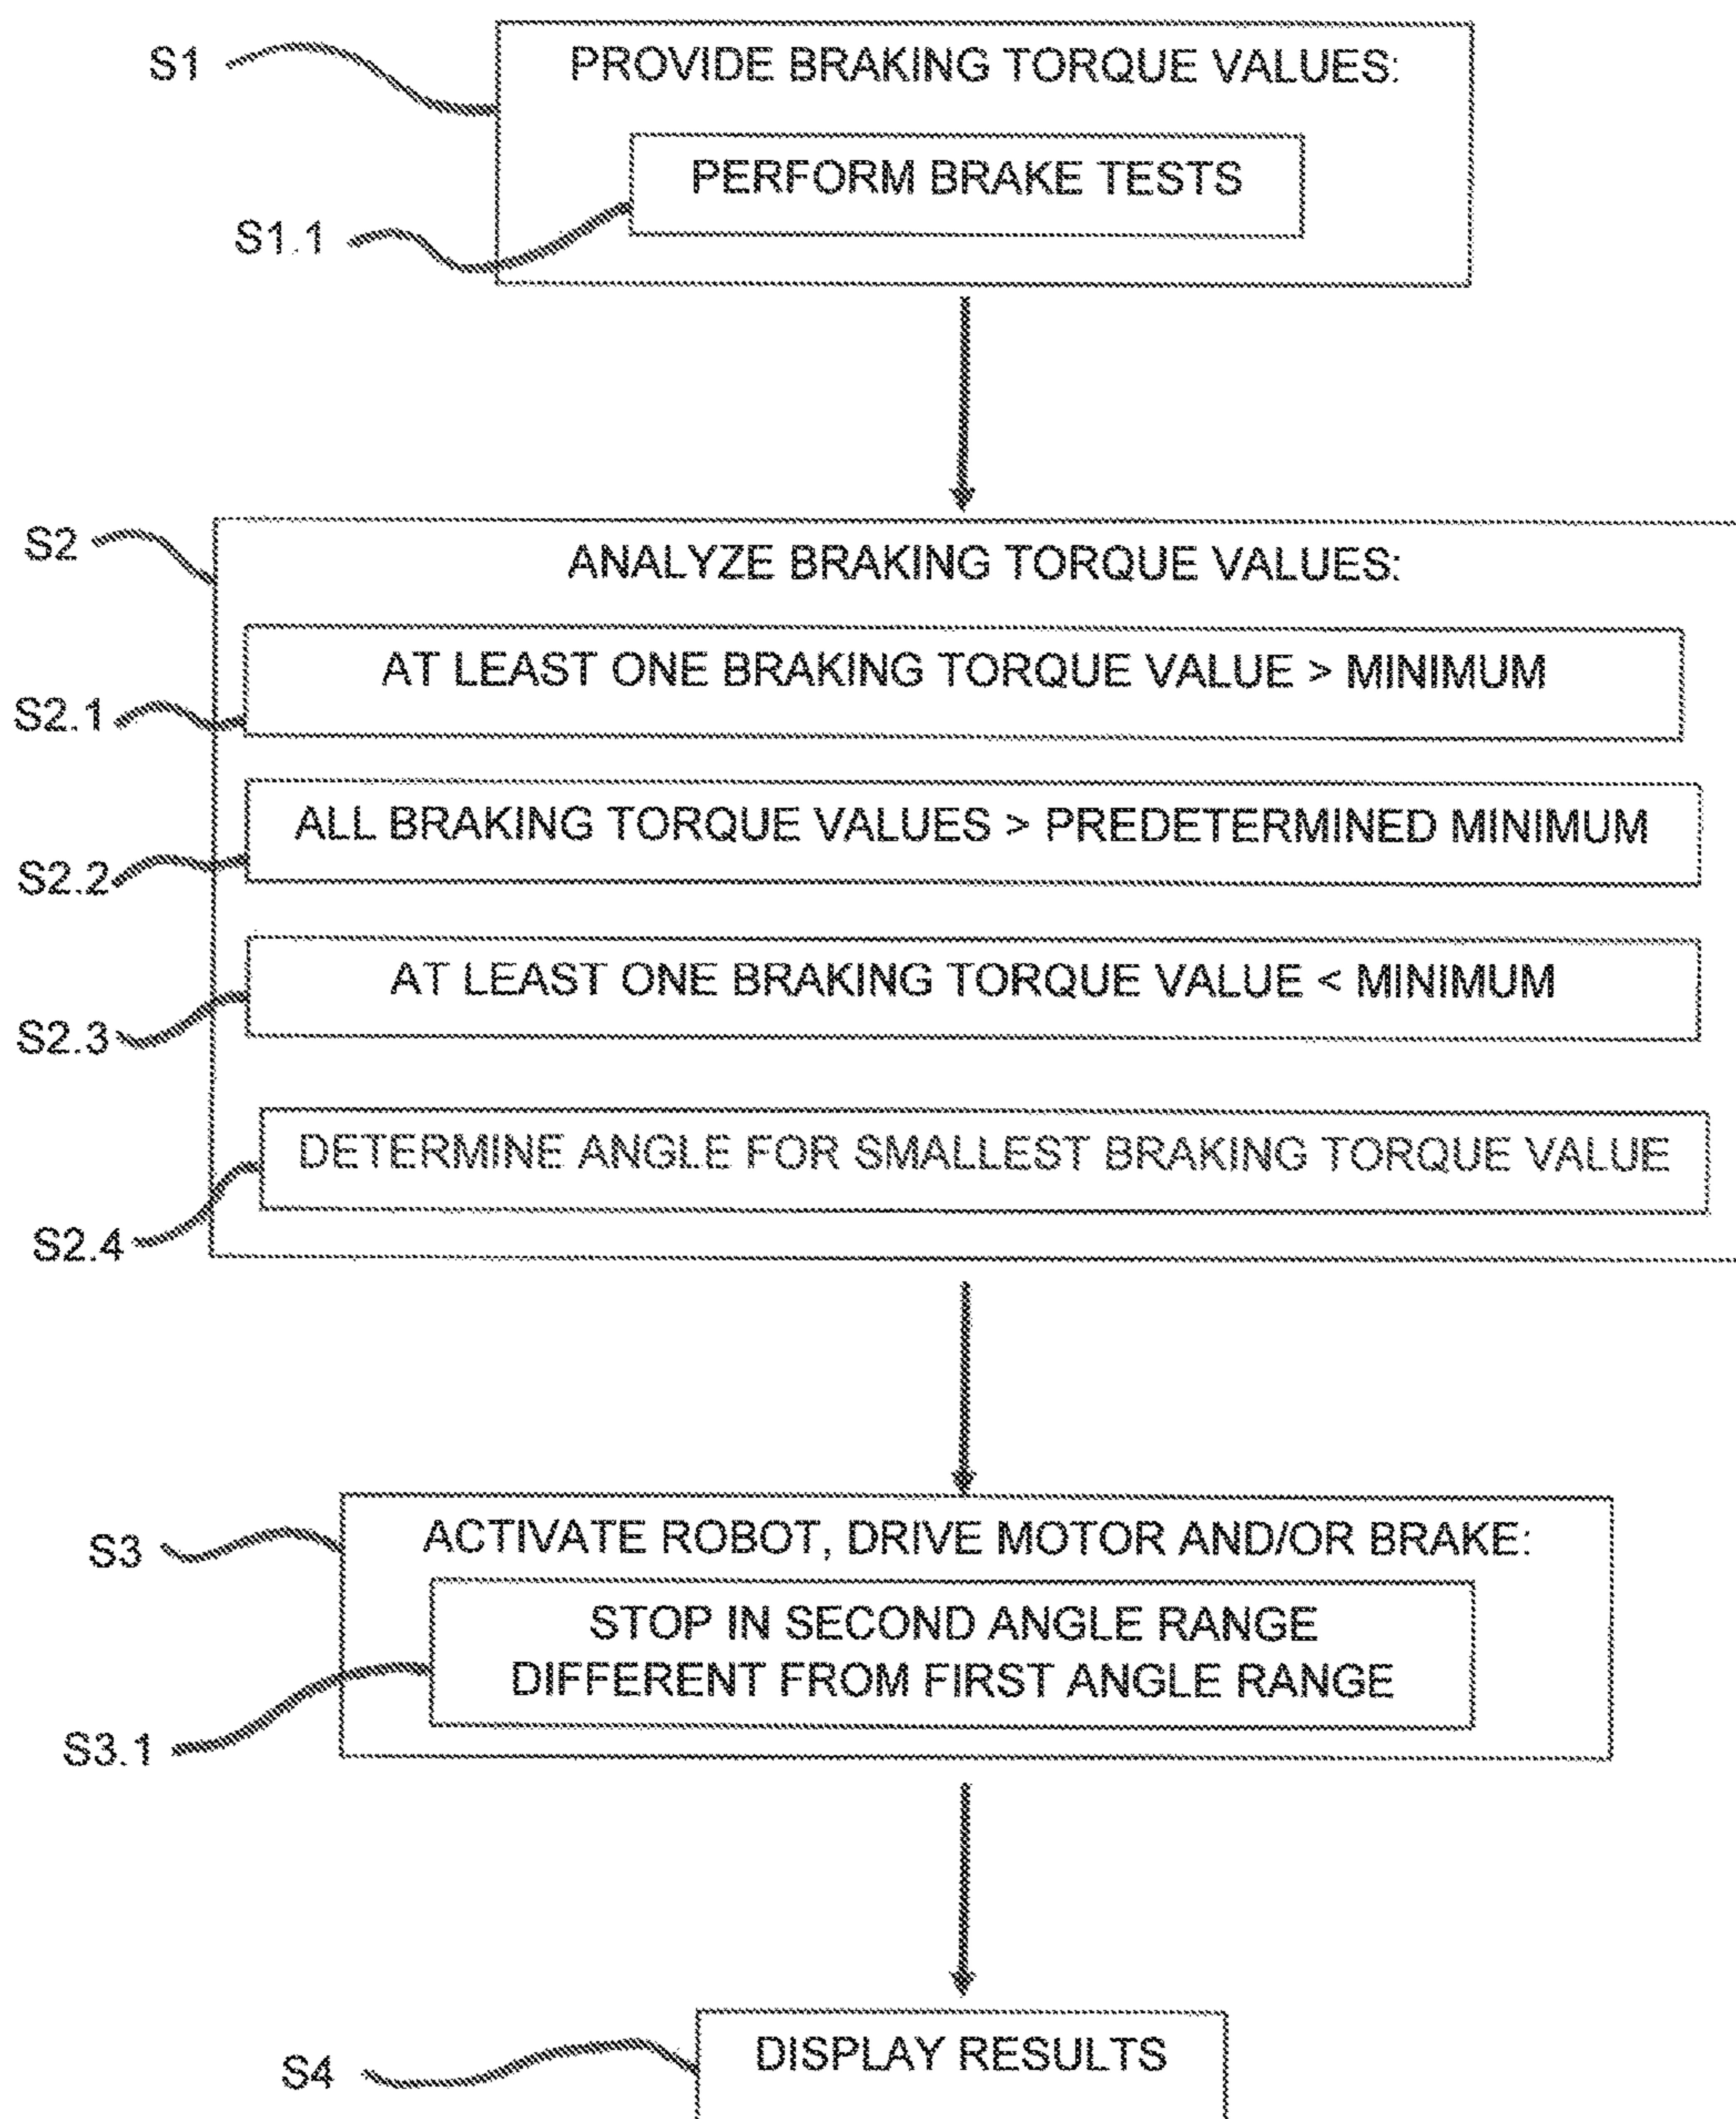 S1
PROVIDE BRAKING TORQUE VALUES:
PERFORM BRAKE TESTS
S1.1
S2
ANALYZE BRAKING TORQUE VALUES:
AT LEAST ONE BRAKING TORQUE VALUE > MINIMUM
S2.1
ALL BRAKING TORQUE VALUES > PREDETERMINED MINIMUM
S2.2
AT LEAST ONE BRAKING TORQUE VALUE < MINIMUM
S2.3
DETERMINE ANGLE FOR SMALLEST BRAKING TORQUE VALUE
S2.4
S3
ACTIVATE ROBOT, DRIVE MOTOR AND/OR BRAKE:
STOP IN SECOND ANGLE RANGE
DIFFERENT FROM FIRST ANGLE RANGE
S3.1
DISPLAY RESULTS
S4